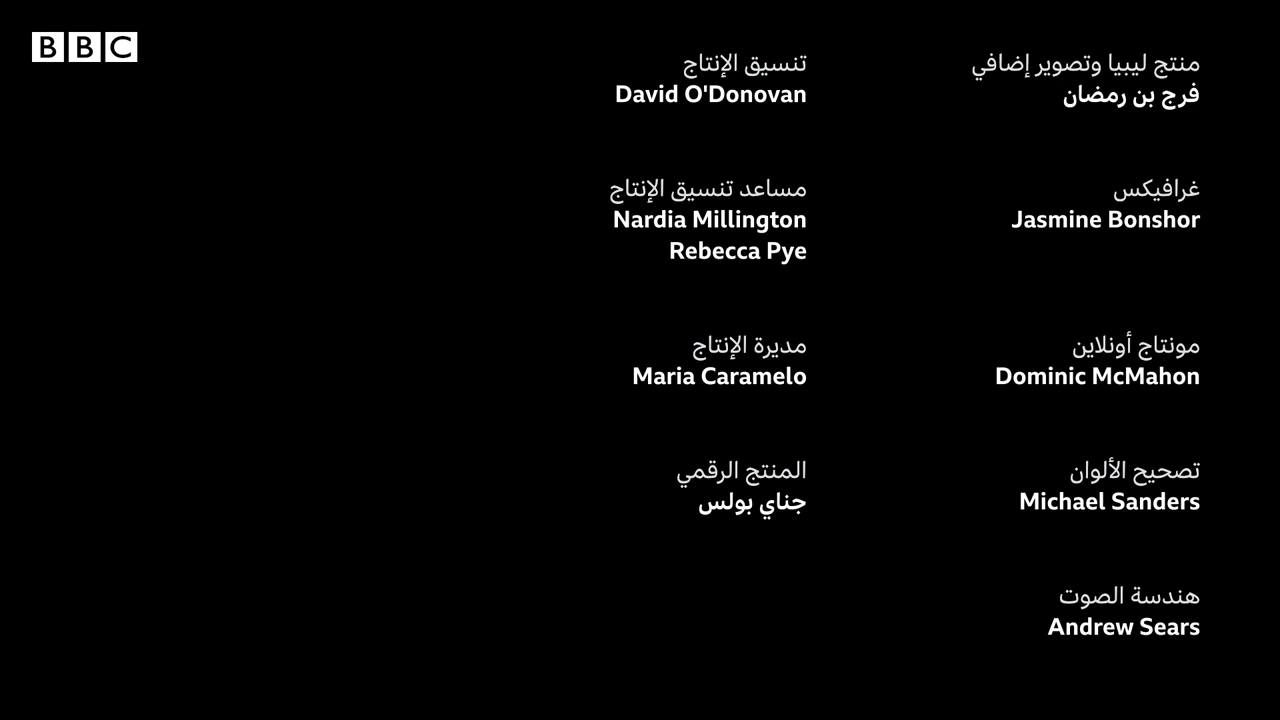 BBC
منتج ليبيا وتصوير إضافي
فرج بن رمضان
غرافيكس
Jasmine Bonshor
مونتاج أونلاين
Dominic McMahon
تصحيح الألوان
Michael Sanders
هندسة الصوت
Andrew Sears
تنسيق الإنتاج
David O'Donovan
مساعد تنسيق الإنتاج
Nardia Millington
Rebecca Pye
مديرة الإنتاج
Maria Caramelo
المنتج الرقمي
جناي بولس